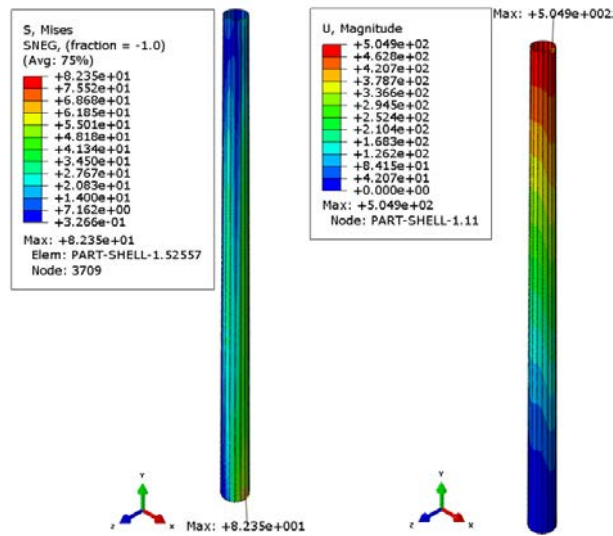 S, Mises
SNEG, (fraction = -1.0)
(Avg: 75%)
+8.235e+01
+7.552e+01
+6.868e+01
+6.185e+01
+5.501e+01
+4.818e+01
+4.134e+01
+3.450e+01
+2.767e+01
+2.083e+01
+1.400e+01
+7.162e+00
+3.266e-01
Max: +8.235e+01
Elem: PART-SHELL-1.52557
Node: 3709
Y
Z
X
Max: +8.235e+001
Max: +5.049e+002
U, Magnitude
+5.049e+02
+4.628e+02
+4.207e+02
+3.787e+02
+3.366e+02
+2.945e+02
+2.524e+02
+2.104e+02
+1.683e+02
+1.262e+02
+8.415e+01
+4.207e+01
+0.000e+00
Max: +5.049e+02
Node: PART-SHELL-1.11
Y
Z
X